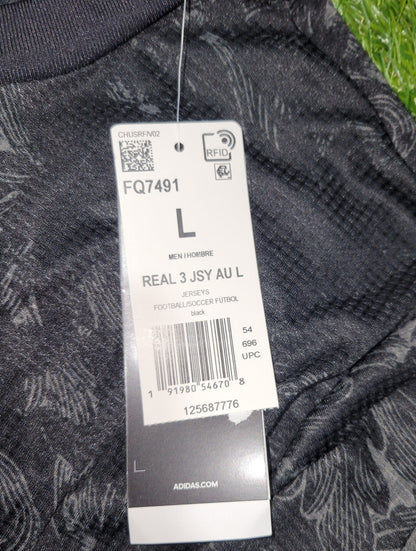 CHUSRFIV02
RFID
FQ7491
L
MEN / HOMBRE
REAL 3 JSY AU L
JERSEYS
FOOTBALL/SOCCER FÚTBOL
black
54
696
UPC
1 91980 54670 8
125687776
L
ADIDAS.COM